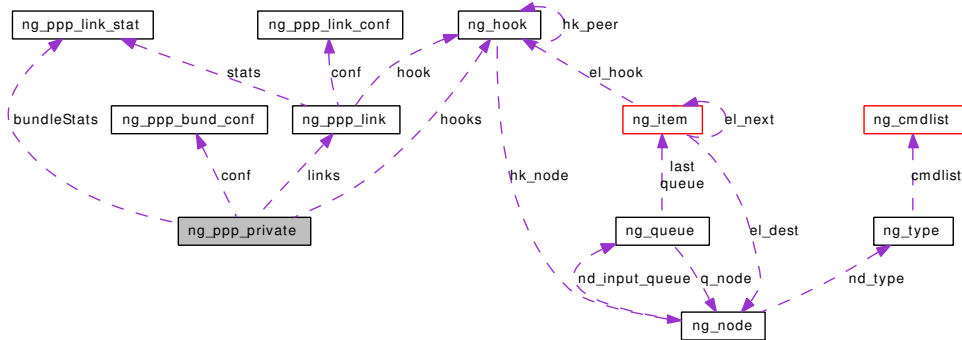 ng_ppp_link_stat
ng_ppp_link_conf
ng_hook
hk_peer
stats
conf
hook
el_hook
bundleStats
ng_ppp_bund_conf
ng_ppp_link
hooks
ng_item
el_next
ng_cmdlist
conf
links
hk_node
last
queue
cmdlist
ng_ppp_private
ng_queue
el_dest
ng_type
nd_input_queue
q_node
nd_type
ng_node